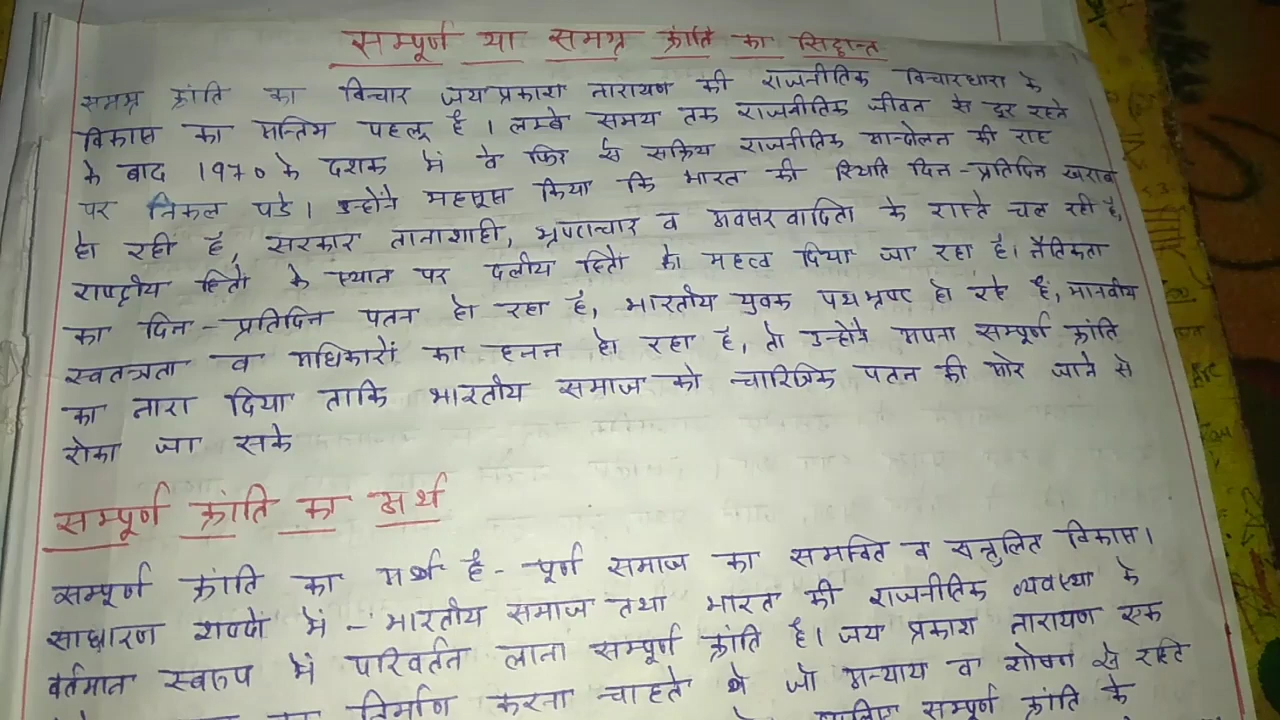 सम्पूर्ण या समग्र क्रांति का सिद्धान्त
समग्र क्रांति का विचार जय प्रकाश नारायण की राजनीतिक विचारधारा के
विकास का अन्तिम पहलू है । लम्बे समय तक राजनीतिक जीवन से दूर रहते
के बाद 1970 के दशक में वे फिर से सक्रिय राजनीतिक आन्दोलन की राह
पर निकल पडे । उन्होंने महसूस किया कि भारत की स्थिति दिन - प्रतिदिन खराब
हो रही है, सरकार तानाशाही, भ्रष्टाचार व अवसरवादिता के रास्ते चल रही है,
राष्ट्रीय हितो के स्थान पर दलीय हितो को महत्व दिया जा रहा है। नैतिकता
का दिन - प्रतिदिन पतन हो रहा है, भारतीय युवक पथभ्रष्ट हो रहे हैं, मानवीय
स्वतन्त्रता व अधिकारों का हनन हो रहा है, तो उन्होने अपना सम्पूर्ण क्रांति
का नारा दिया ताकि भारतीय समाज को चारित्रिक पतन की ओर जाने से
रोका जा सके
सम्पूर्ण क्रांति का अर्थ
सम्पूर्ण क्रांति का अर्थ है - पूर्ण समाज का समन्वित व सन्तुलित विकास।
साधारण शब्दों में - भारतीय समाज तथा भारत की राजनीतिक व्यवस्था के
वर्तमान स्वरुप में परिवर्तन लाना सम्पूर्ण क्रांति है। जय प्रकाश नारायण एक
निर्माण करना चाहते थे जो अन्याय व शोषण से रहित
सम्पूर्ण क्रांति के